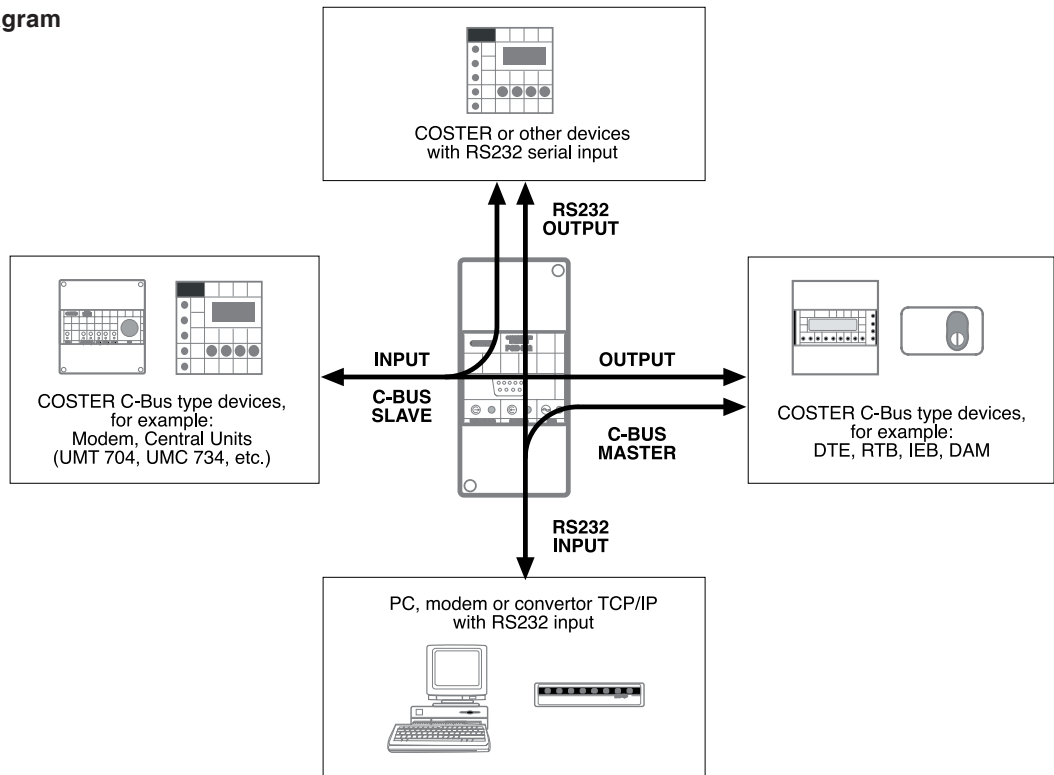 gram
COSTER or other devices
with RS232 serial input
RS232
OUTPUT
INPUT
OUTPUT
C-BUS
SLAVE
C-BUS
MASTER
COSTER C-Bus type devices,
for example:
Modem, Central Units
(UMT 704, UMC 734, etc.)
COSTER C-Bus type devices,
for example:
DTE, RTB, IEB, DAM
RS232
INPUT
PC, modem or convertor TCP/IP
with RS232 input